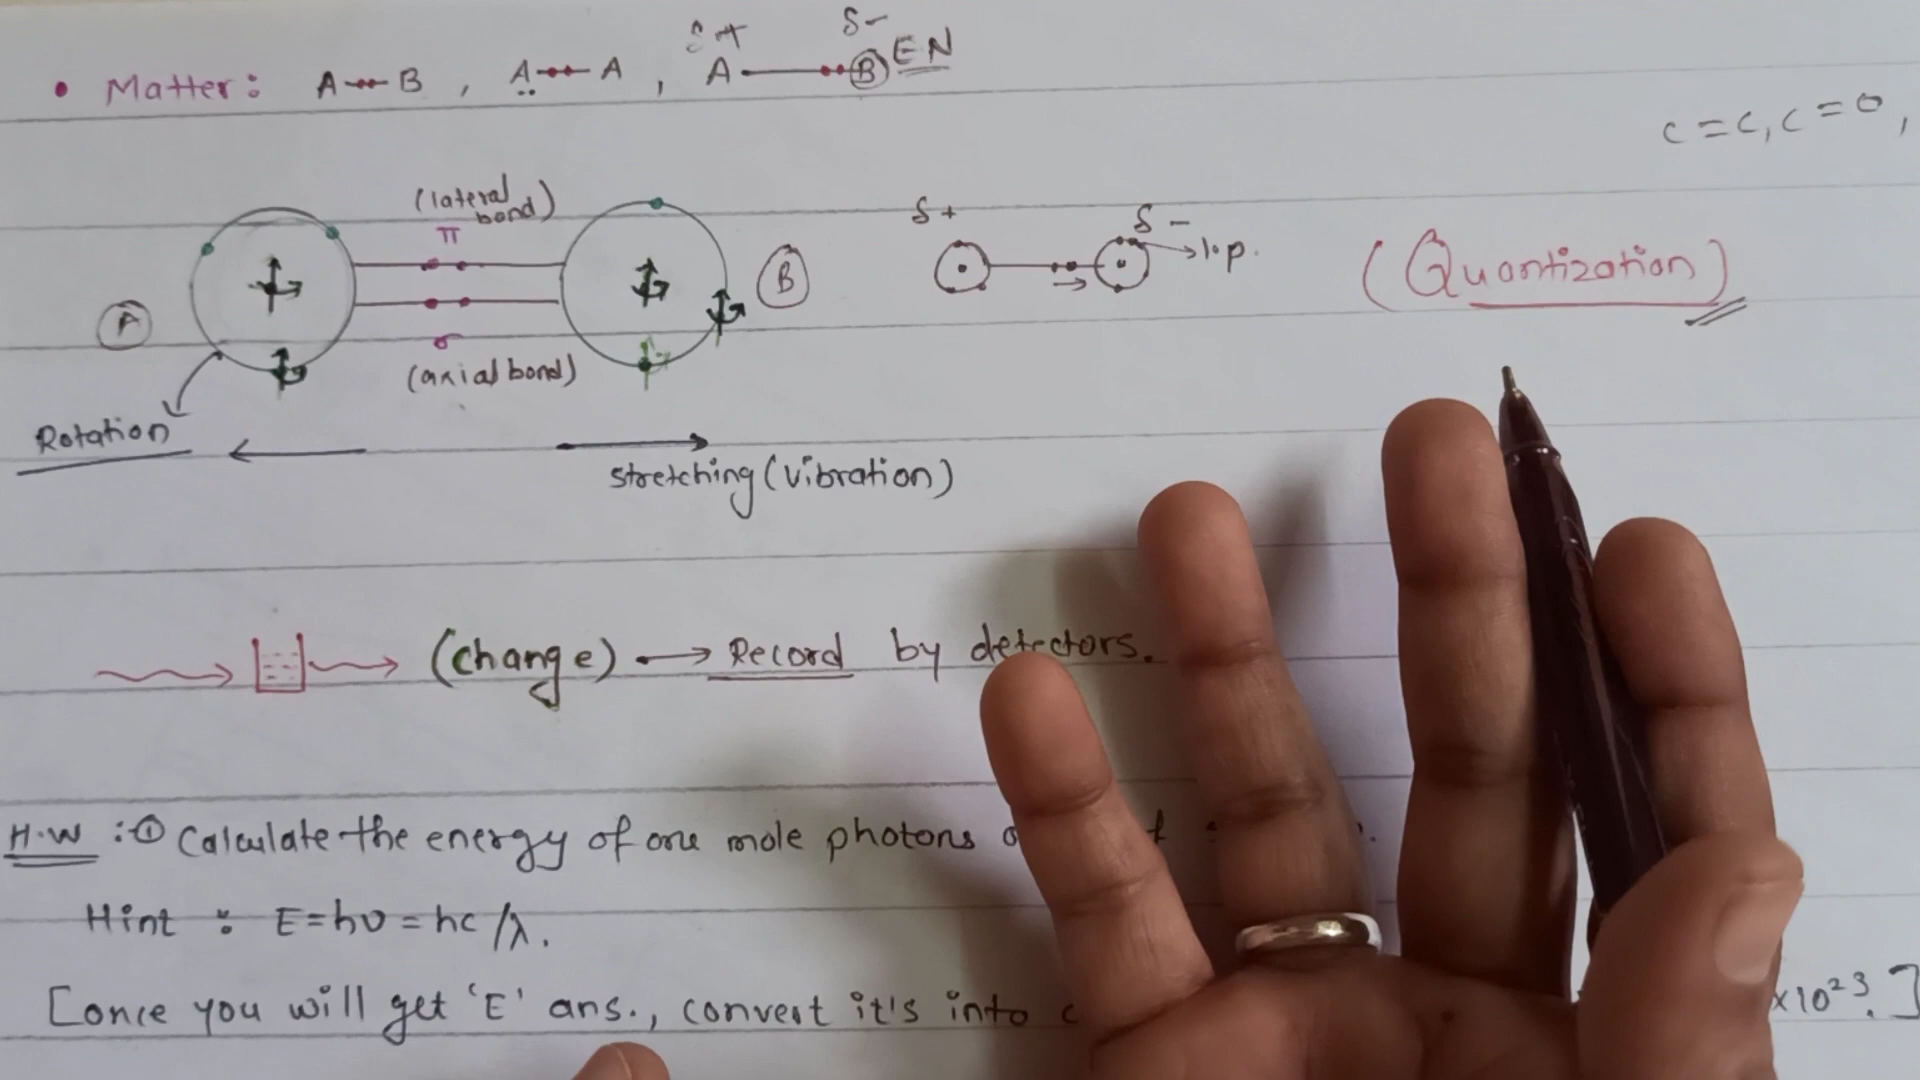 • Matter: A B , A A , A B EN
δ+ δ-
C=C, C=O,
(lateral bond)
π
A B
δ+ δ- l.p.
(Quantization)
σ
(axial bond)
Rotation
stretching (vibration)
(change) → Record by detectors.
H.W : ① Calculate the energy of one mole photons
Hint : E=hυ = hc/λ.
[once you will get 'E' ans., convert it's into
×10²³.]